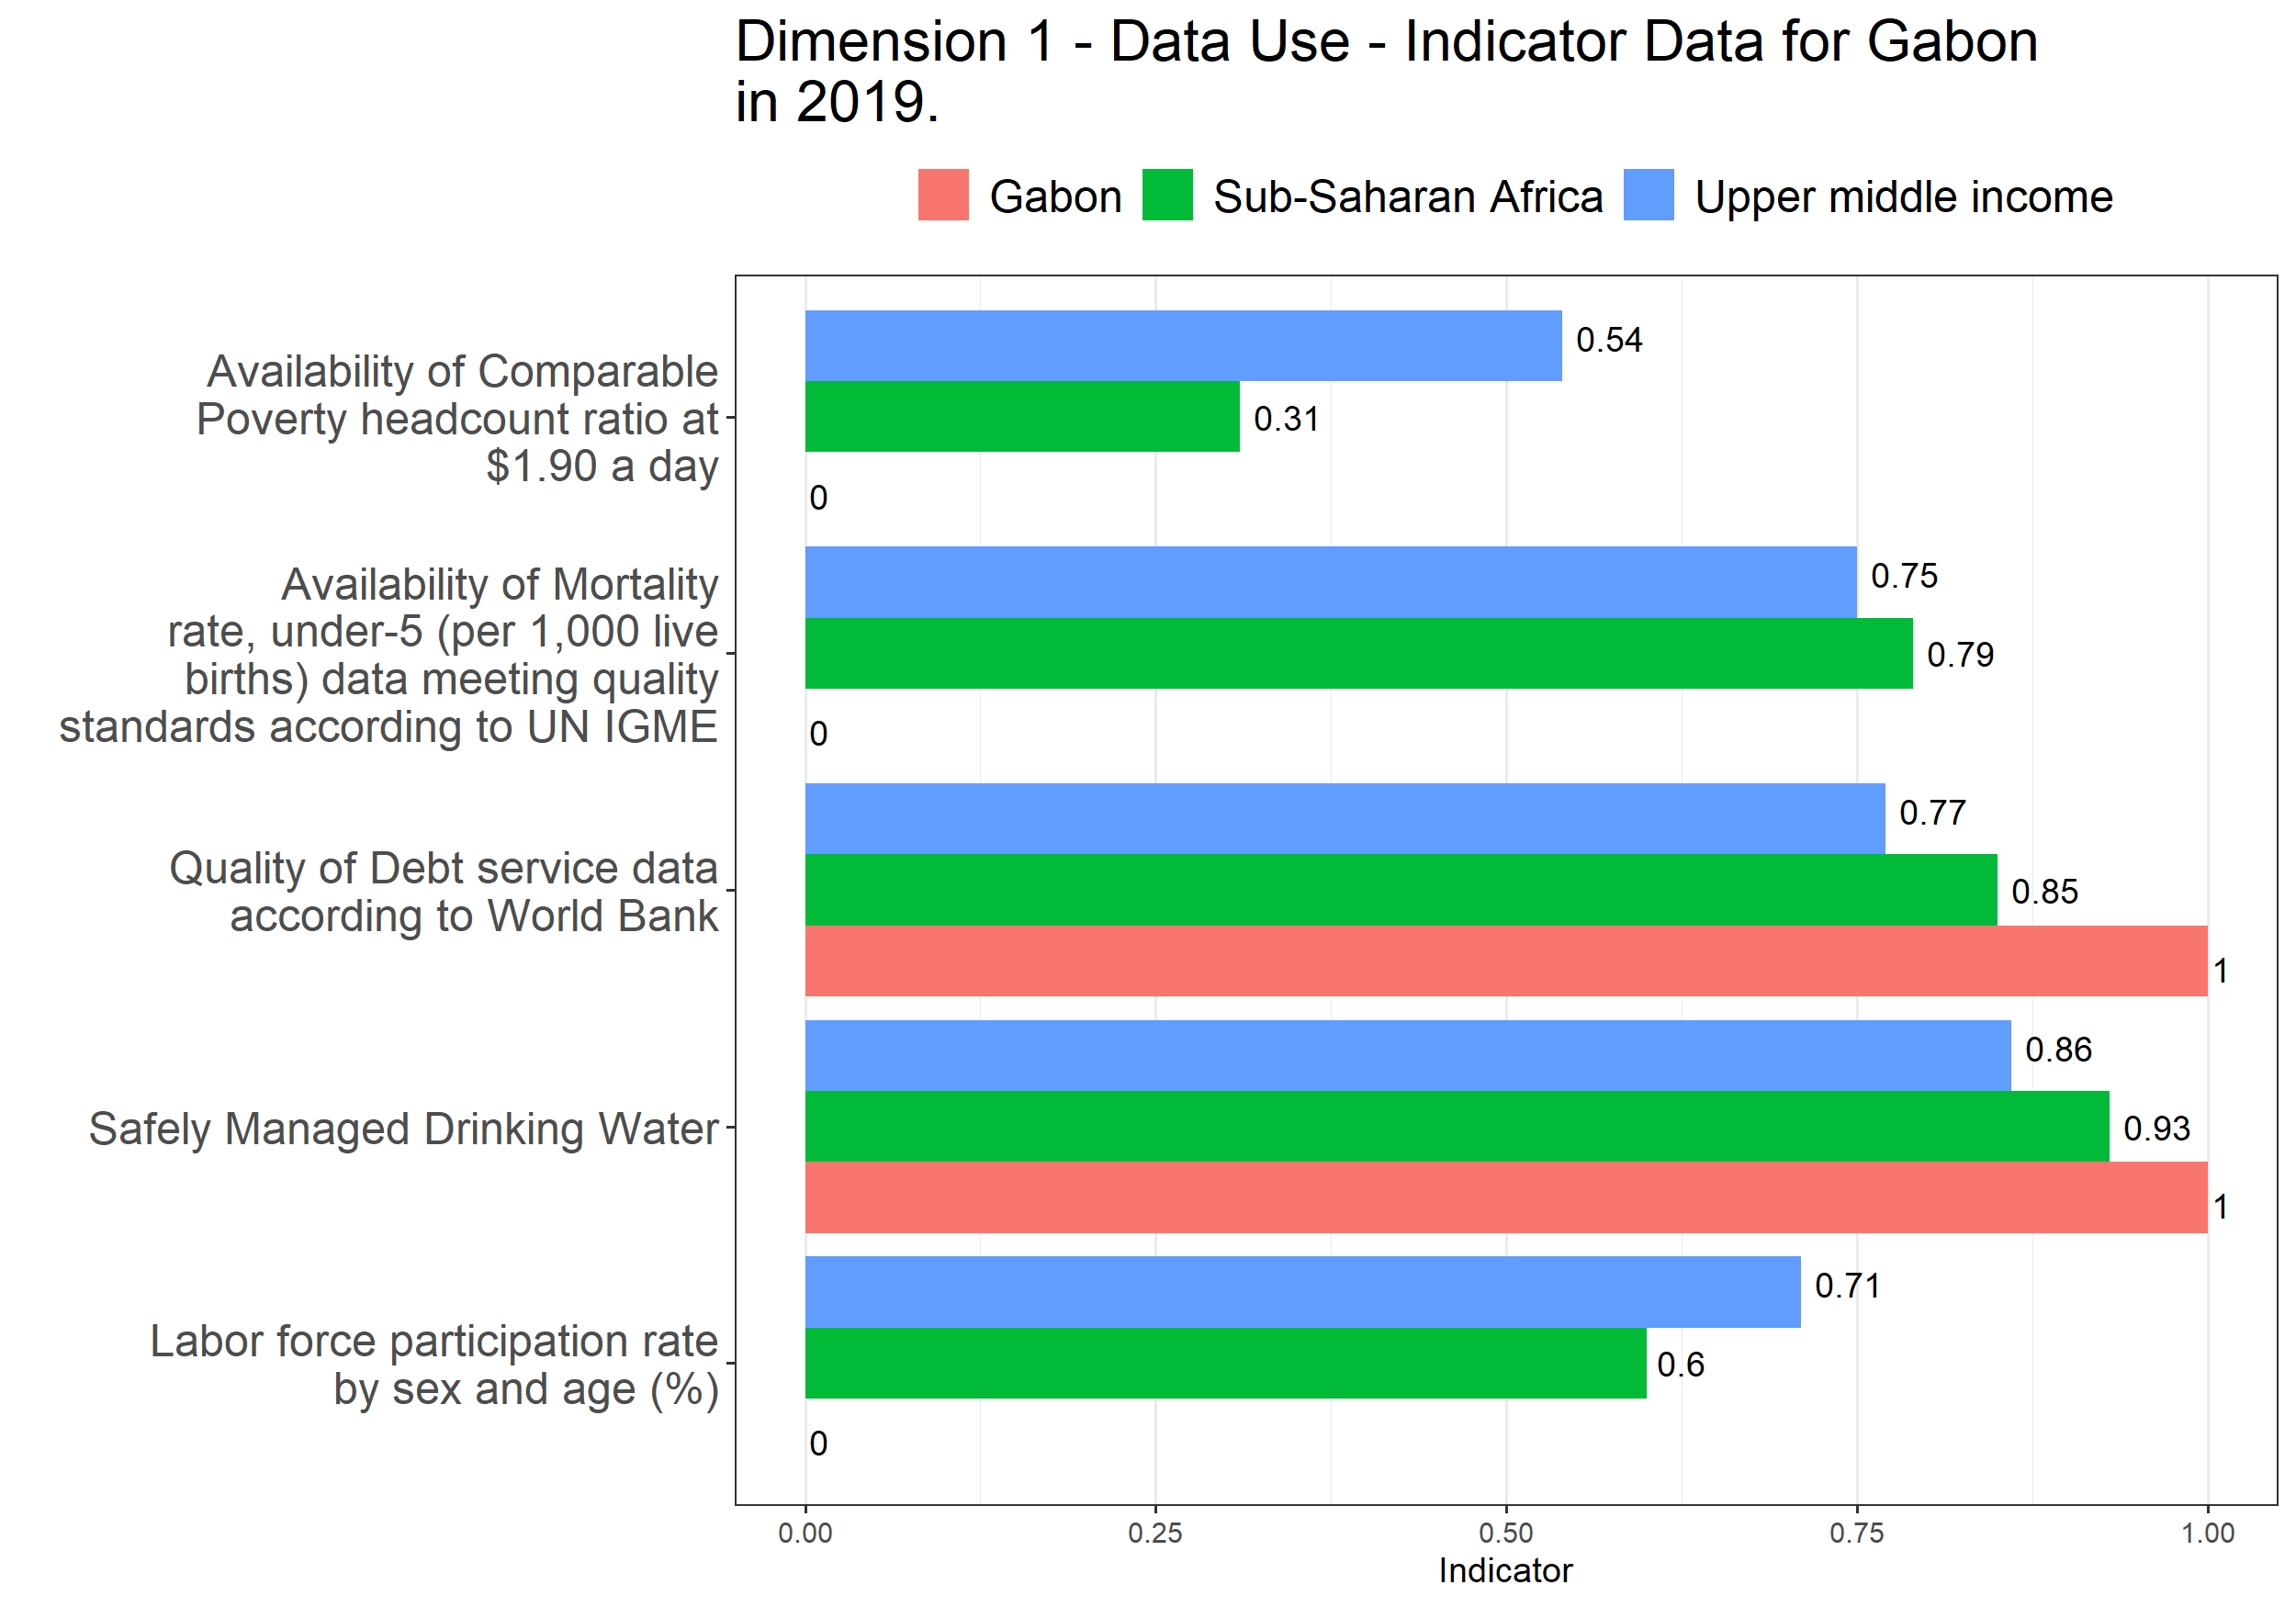 Dimension 1 - Data Use - Indicator Data for Gabon
in 2019.
Gabon Sub-Saharan Africa Upper middle income
Availability of Comparable
Poverty headcount ratio at
$1.90 a day
0.54
0.31
0
Availability of Mortality
rate, under-5 (per 1,000 live
births) data meeting quality
standards according to UN IGME
0.75
0.79
0
Quality of Debt service data
according to World Bank
0.77
0.85
1
Safely Managed Drinking Water
0.86
0.93
1
Labor force participation rate
by sex and age (%)
0.71
0.6
0
0.00 0.25 0.50 0.75 1.00
Indicator